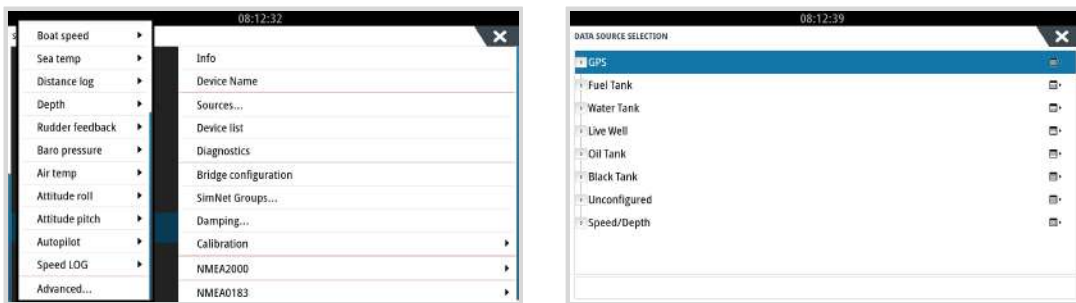 08:12:32
Boat speed
Sea temp
Distance log
Depth
Rudder feedback
Baro pressure
Air temp
Attitude roll
Attitude pitch
Autopilot
Speed LOG
Advanced...
Info
Device Name
Sources...
Device list
Diagnostics
Bridge configuration
SimNet Groups...
Damping...
Calibration
NMEA2000
NMEA0183
08:12:39
DATA SOURCE SELECTION
GPS
Fuel Tank
Water Tank
Live Well
Oil Tank
Black Tank
Unconfigured
Speed/Depth